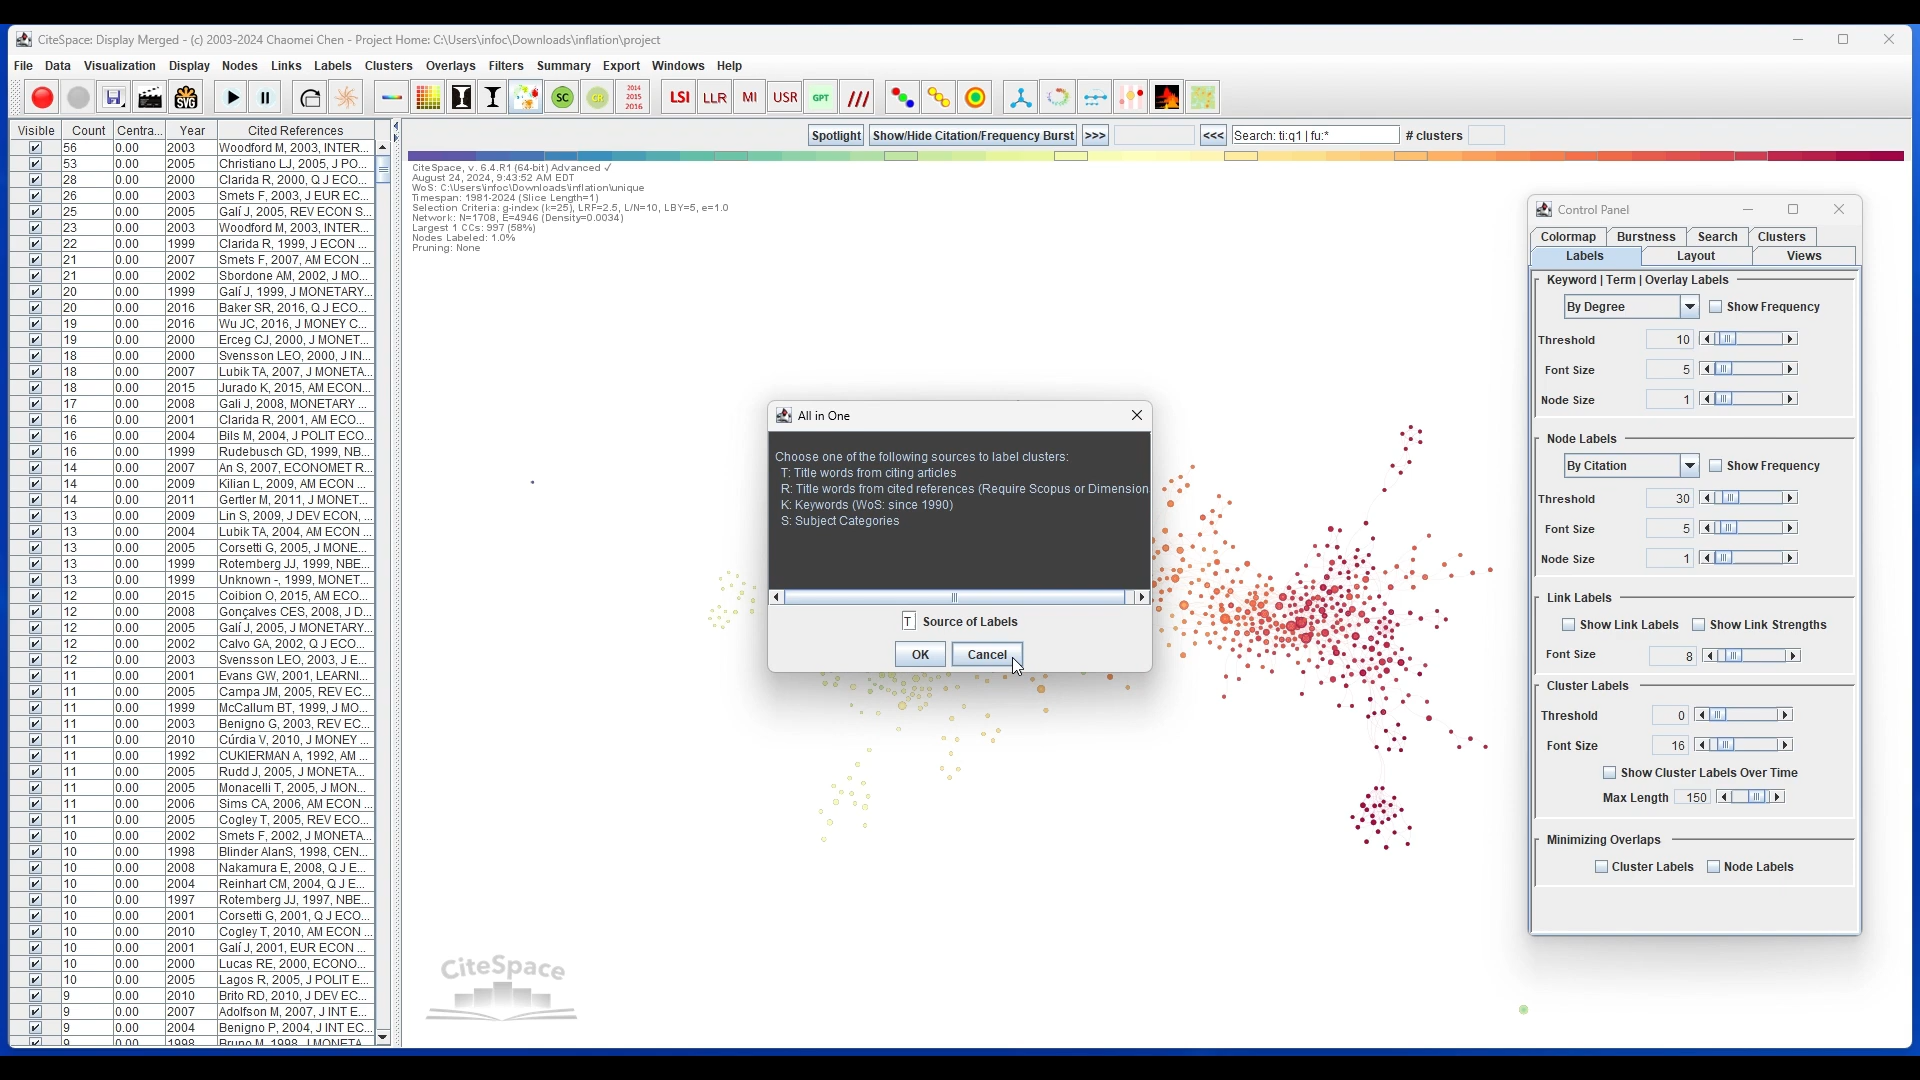 CiteSpace: Display Merged - (c) 2003-2024 Chaomei Chen - Project Home: C:\Users\infoc\Downloads\inflation\project
File Data Visualization Display Nodes Links Labels Clusters Overlays Filters Summary Export Windows Help
SVG SC GR 2014 2015 2016 LSI LLR MI USR GPT
Visible Count Centra... Year Cited References
Spotlight Show/Hide Citation/Frequency Burst >>> <<< Search: ti:q1 | fu:* # clusters
56 0.00 2003 Woodford M, 2003, INTER...
53 0.00 2005 Christiano LJ, 2005, J PO...
28 0.00 2000 Clarida R, 2000, Q J ECO...
26 0.00 2003 Smets F, 2003, J EUR EC...
25 0.00 2005 Galí J, 2005, REV ECON S...
23 0.00 2003 Woodford M, 2003, INTER...
22 0.00 1999 Clarida R, 1999, J ECON ...
21 0.00 2007 Smets F, 2007, AM ECON ...
21 0.00 2002 Sbordone AM, 2002, J MO...
20 0.00 1999 Galí J, 1999, J MONETARY...
20 0.00 2016 Baker SR, 2016, Q J ECO...
19 0.00 2016 Wu JC, 2016, J MONEY C...
19 0.00 2000 Erceg CJ, 2000, J MONET...
18 0.00 2000 Svensson LEO, 2000, J IN...
18 0.00 2007 Lubik TA, 2007, J MONETA...
18 0.00 2015 Jurado K, 2015, AM ECON...
17 0.00 2008 Gali J, 2008, MONETARY ...
16 0.00 2001 Clarida R, 2001, AM ECO...
16 0.00 2004 Bils M, 2004, J POLIT ECO...
16 0.00 1999 Rudebusch GD, 1999, NB...
14 0.00 2007 An S, 2007, ECONOMET R...
14 0.00 2009 Kilian L, 2009, AM ECON ...
14 0.00 2011 Gertler M, 2011, J MONET...
13 0.00 2009 Lin S, 2009, J DEV ECON, ...
13 0.00 2004 Lubik TA, 2004, AM ECON ...
13 0.00 2005 Corsetti G, 2005, J MONE...
13 0.00 1999 Rotemberg JJ, 1999, NBE...
13 0.00 1999 Unknown -, 1999, MONET...
12 0.00 2015 Coibion O, 2015, AM ECO...
12 0.00 2008 Gonçalves CES, 2008, J D...
12 0.00 2005 Galí J, 2005, J MONETARY...
12 0.00 2002 Calvo GA, 2002, Q J ECO...
12 0.00 2003 Svensson LEO, 2003, J E...
11 0.00 2001 Evans GW, 2001, LEARNI...
11 0.00 2005 Campa JM, 2005, REV EC...
11 0.00 1999 McCallum BT, 1999, J MO...
11 0.00 2003 Benigno G, 2003, REV EC...
11 0.00 2010 Cúrdia V, 2010, J MONEY ...
11 0.00 1992 CUKIERMAN A, 1992, AM ...
11 0.00 2005 Rudd J, 2005, J MONETA...
11 0.00 2005 Monacelli T, 2005, J MON...
11 0.00 2006 Sims CA, 2006, AM ECON ...
11 0.00 2005 Cogley T, 2005, REV ECO...
10 0.00 2002 Smets F, 2002, J MONETA...
10 0.00 1998 Blinder AlanS, 1998, CEN...
10 0.00 2008 Nakamura E, 2008, Q J E...
10 0.00 2004 Reinhart CM, 2004, Q J E...
10 0.00 1997 Rotemberg JJ, 1997, NBE...
10 0.00 2001 Corsetti G, 2001, Q J ECO...
10 0.00 2010 Cogley T, 2010, AM ECON ...
10 0.00 2001 Galí J, 2001, EUR ECON ...
10 0.00 2000 Lucas RE, 2000, ECONO...
10 0.00 2005 Lagos R, 2005, J POLIT E...
9 0.00 2010 Brito RD, 2010, J DEV EC...
9 0.00 2007 Adolfson M, 2007, J INT E...
9 0.00 2004 Benigno P, 2004, J INT EC...
9 0.00 1998 Bruno M, 1998, J MONETA...
CiteSpace, v. 6.4.R1 (64-bit) Advanced ✓
August 24, 2024, 9:43:52 AM EDT
WoS: C:\Users\infoc\Downloads\inflation\unique
Timespan: 1981-2024 (Slice Length=1)
Selection Criteria: g-index (k=25), LRF=2.5, L/N=10, LBY=5, e=1.0
Network: N=1708, E=4946 (Density=0.0034)
Largest 1 CCs: 997 (58%)
Nodes Labeled: 1.0%
Pruning: None
All in One
Choose one of the following sources to label clusters:
T: Title words from citing articles
R: Title words from cited references (Require Scopus or Dimension
K: Keywords (WoS: since 1990)
S: Subject Categories
T Source of Labels
OK Cancel
CiteSpace
Control Panel
Colormap Burstness Search Clusters
Labels Layout Views
Keyword | Term | Overlay Labels
By Degree Show Frequency
Threshold 10
Font Size 5
Node Size 1
Node Labels
By Citation Show Frequency
Threshold 30
Font Size 5
Node Size 1
Link Labels
Show Link Labels Show Link Strengths
Font Size 8
Cluster Labels
Threshold 0
Font Size 16
Show Cluster Labels Over Time
Max Length 150
Minimizing Overlaps
Cluster Labels Node Labels